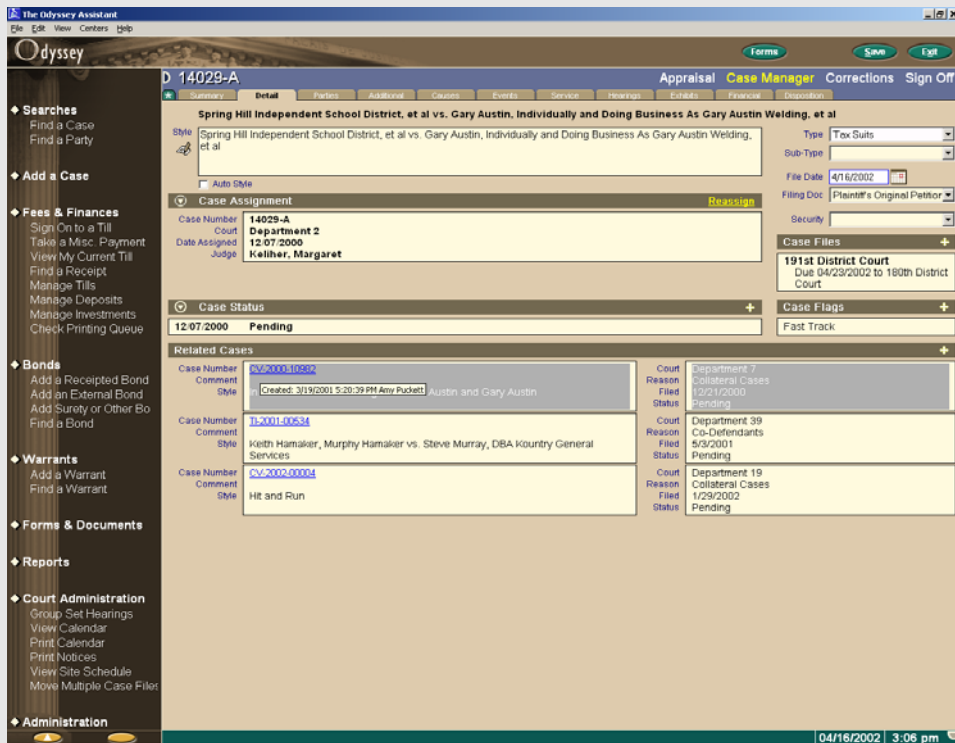 The Odyssey Assistant
File Edit View Centers Help
Odyssey
Forms Save Exit
D 14029-A
Appraisal Case Manager Corrections Sign Off
Summary Detail Parties Additional Causes Events Service Hearings Exhibits Financial Disposition
Searches
Find a Case
Find a Party
Add a Case
Fees & Finances
Sign On to a Till
Take a Misc. Payment
View My Current Till
Find a Receipt
Manage Tills
Manage Deposits
Manage Investments
Check Printing Queue
Bonds
Add a Receipted Bond
Add an External Bond
Add Surety or Other Bo
Find a Bond
Warrants
Add a Warrant
Find a Warrant
Forms & Documents
Reports
Court Administration
Group Set Hearings
View Calendar
Print Calendar
Print Notices
View Site Schedule
Move Multiple Case Files
Administration
Spring Hill Independent School District, et al vs. Gary Austin, Individually and Doing Business As Gary Austin Welding, et al
Style Spring Hill Independent School District, et al vs. Gary Austin, Individually and Doing Business As Gary Austin Welding,
et al
Auto Style
Type Tax Suits
Sub-Type
File Date 4/16/2002
Filing Doc Plaintiff's Original Petition
Security
Case Assignment Reassign
Case Number 14029-A
Court Department 2
Date Assigned 12/07/2000
Judge Keliher, Margaret
Case Files
191st District Court
Due 04/23/2002 to 180th District
Court
Case Status
12/07/2000 Pending
Case Flags
Fast Track
Related Cases
Case Number CV-2000-10982
Comment
Created: 3/19/2001 5:20:39 PM Amy Puckett
Style In Austin and Gary Austin
Court Department 7
Reason Collateral Cases
Filed 12/21/2000
Status Pending
Case Number TI-2001-00534
Comment
Style Keith Hamaker, Murphy Hamaker vs. Steve Murray, DBA Kountry General
Services
Court Department 39
Reason Co-Defendants
Filed 5/3/2001
Status Pending
Case Number CV-2002-00004
Comment
Style Hit and Run
Court Department 19
Reason Collateral Cases
Filed 1/29/2002
Status Pending
04/16/2002 3:06 pm